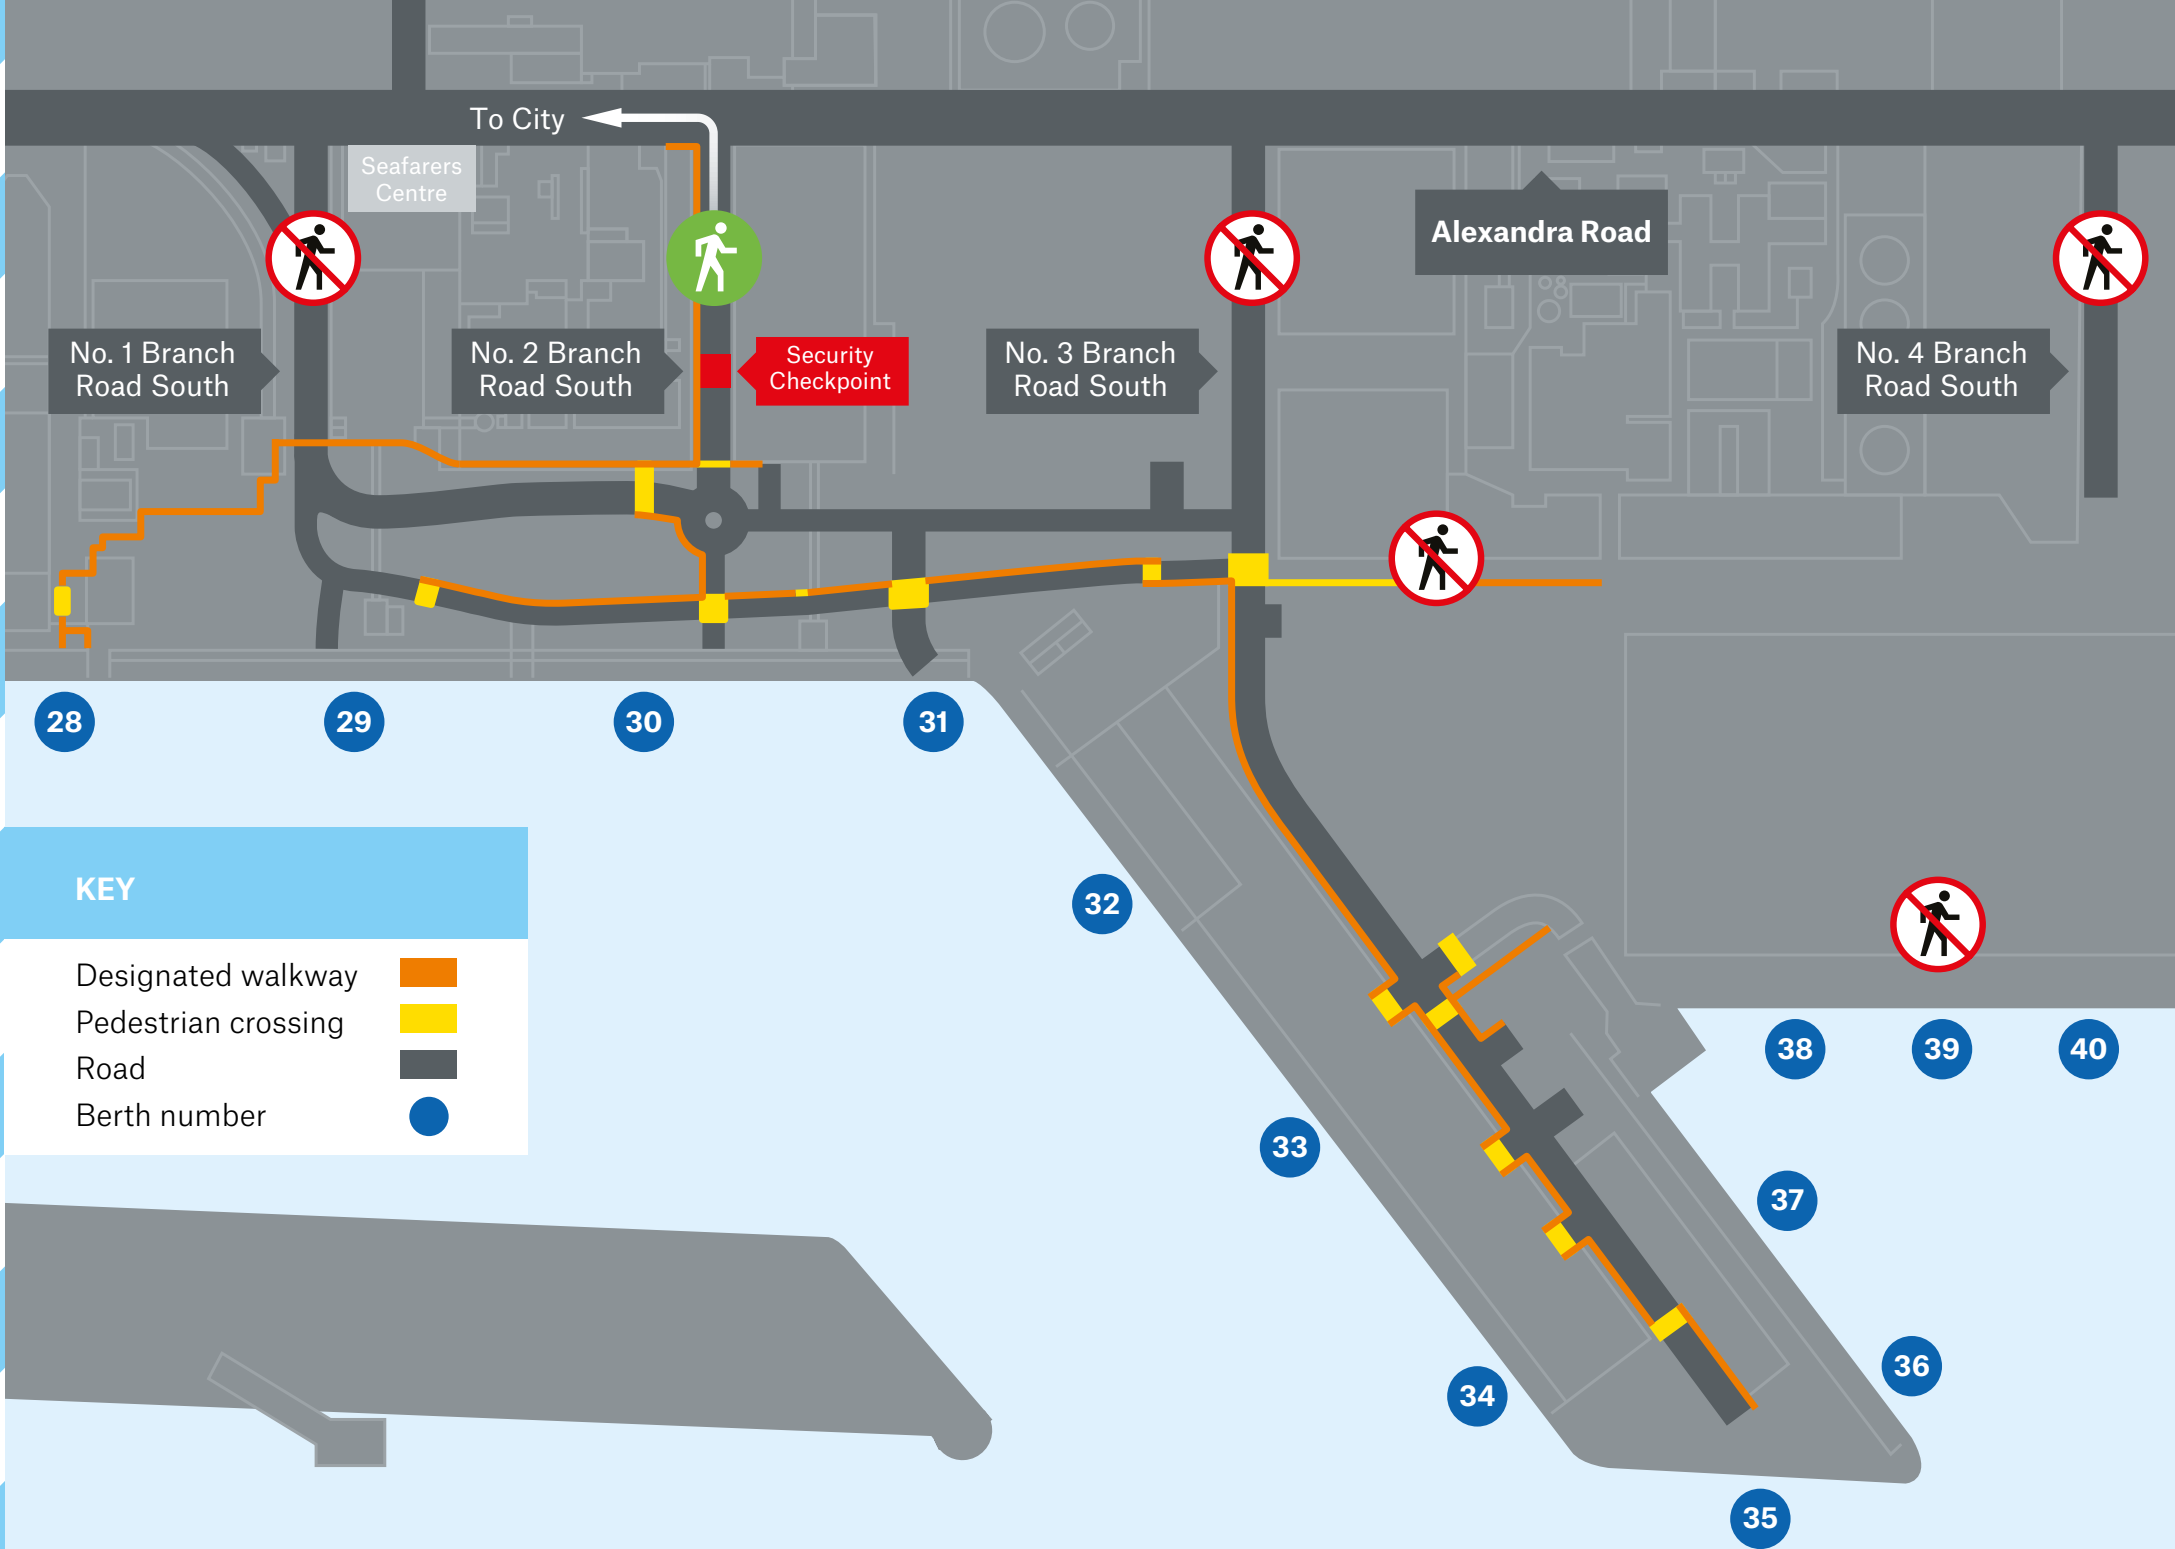 To City
Seafarers
Centre
Alexandra Road
No. 1 Branch
Road South
No. 2 Branch
Road South
Security
Checkpoint
No. 3 Branch
Road South
No. 4 Branch
Road South
28
29
30
31
32
33
34
35
36
37
38
39
40
KEY
Designated walkway
Pedestrian crossing
Road
Berth number